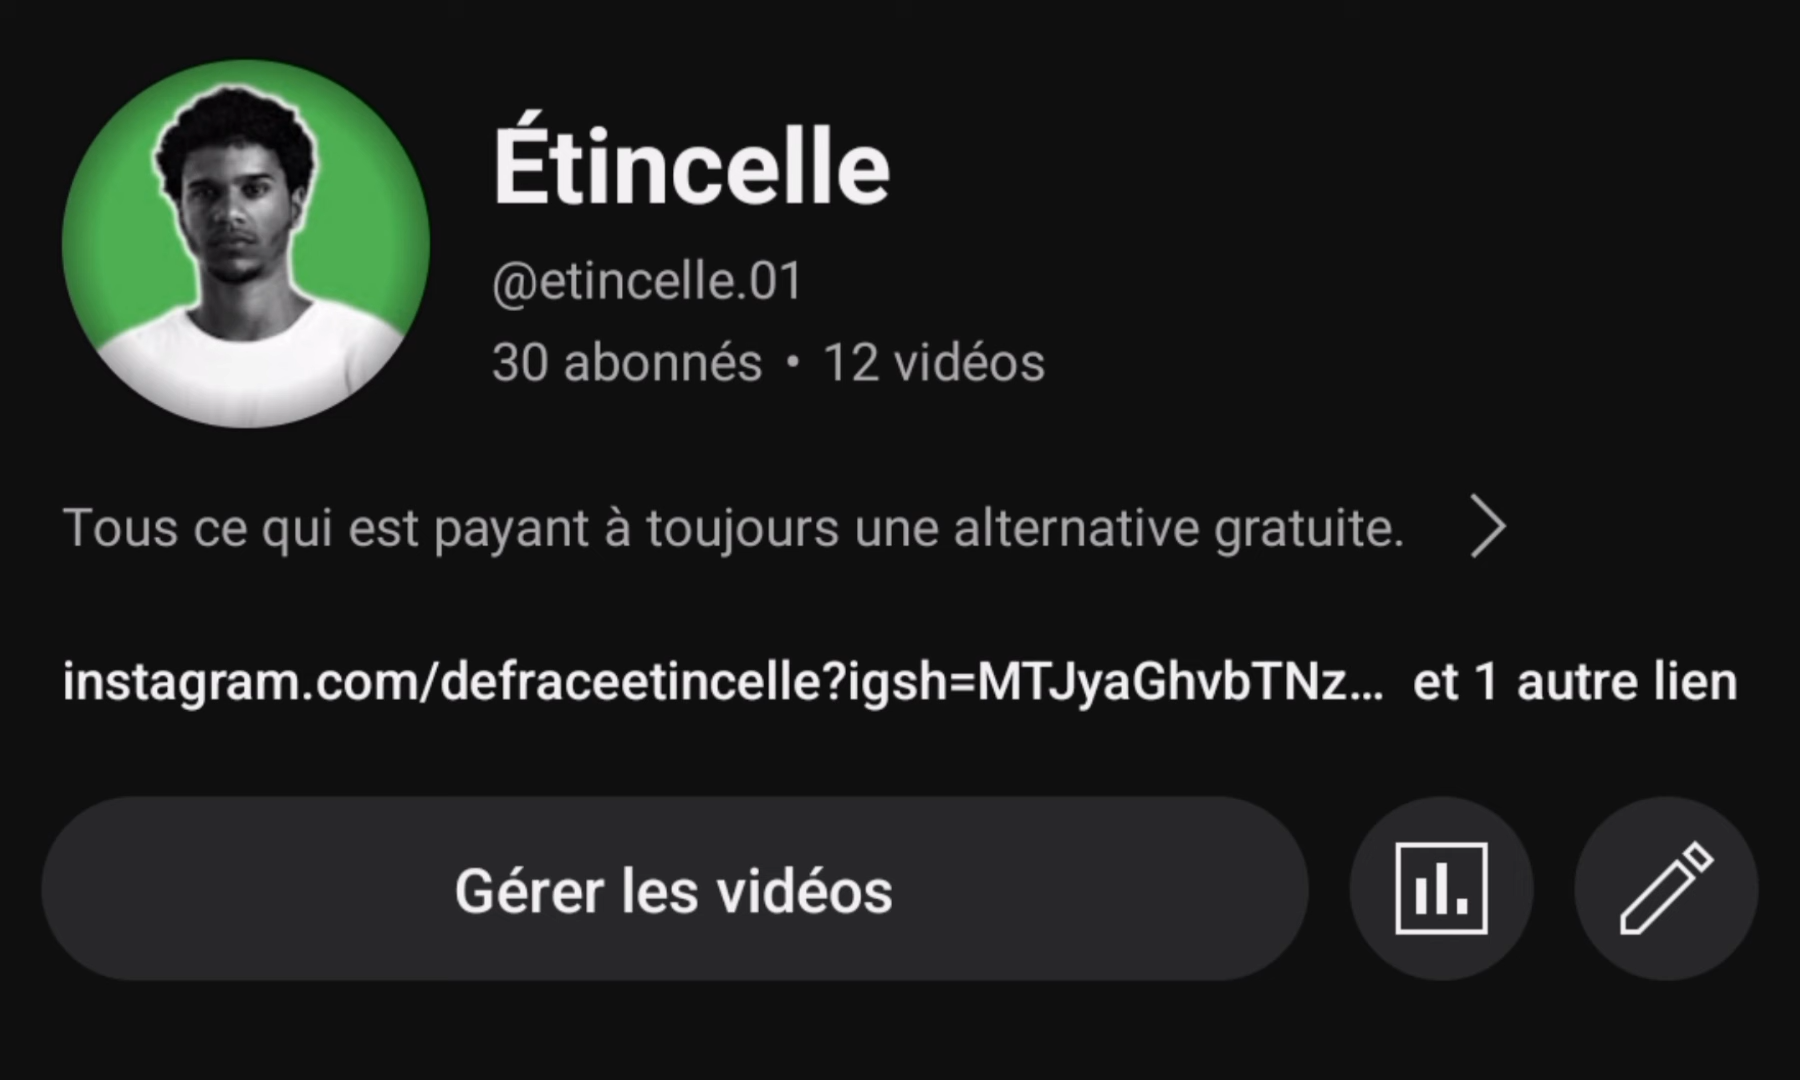 Étincelle
@etincelle.01
30 abonnés • 12 vidéos
Tous ce qui est payant à toujours une alternative gratuite.
instagram.com/defraceetincelle?igsh=MTJyaGhvbTNz... et 1 autre lien
Gérer les vidéos